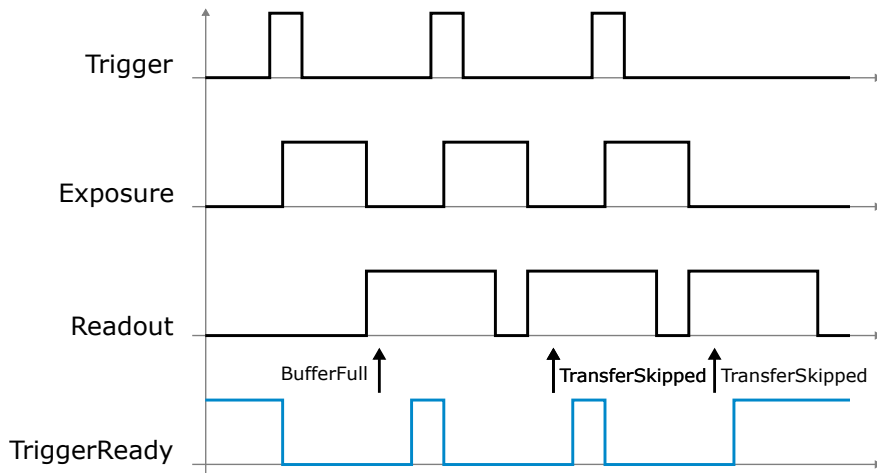 Trigger
Exposure
Readout
BufferFull
TransferSkipped
TransferSkipped
TriggerReady